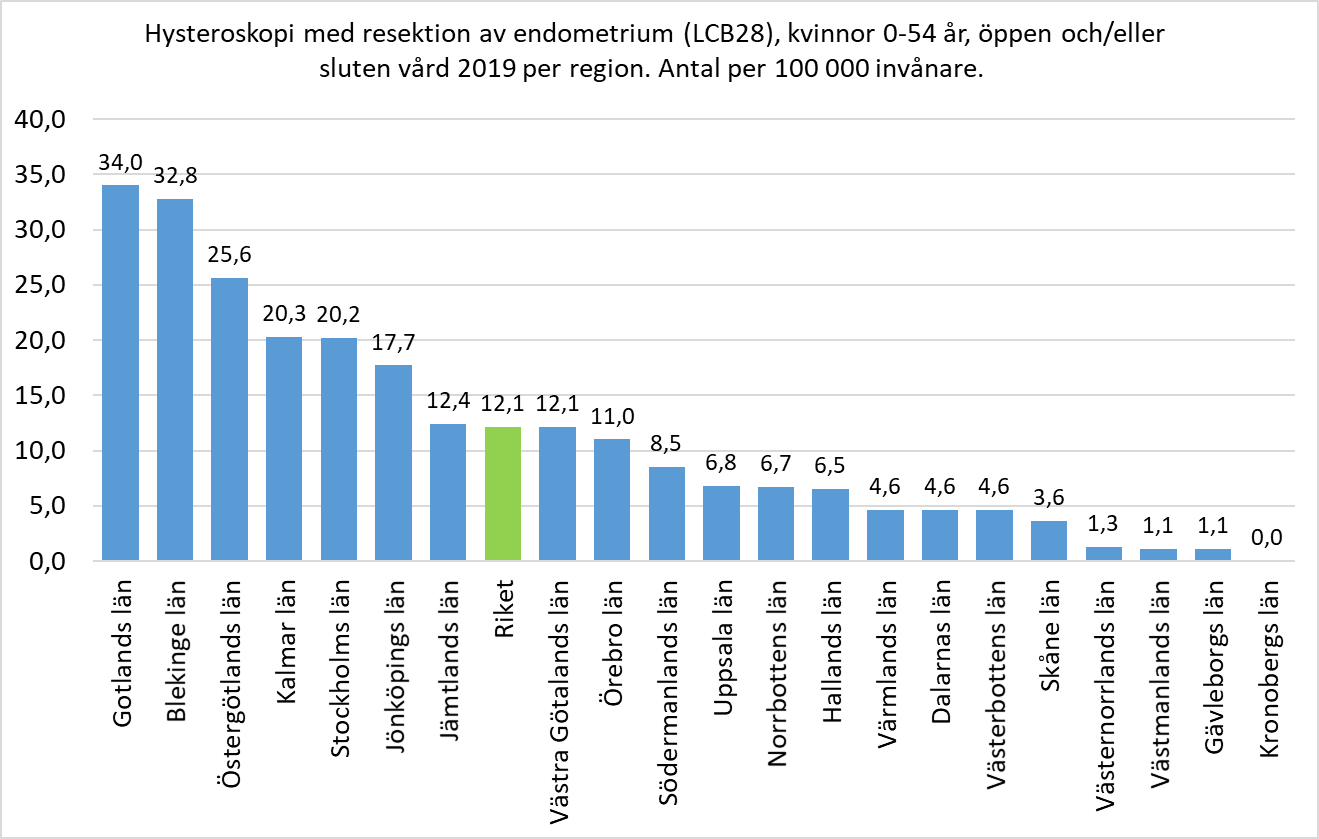 Hysteroskopi med resektion av endometrium (LCB28), kvinnor 0-54 år, öppen och/eller
sluten vård 2019 per region. Antal per 100 000 invånare.
40,0
35,0
30,0
25,0
20,0
15,0
10,0
5,0
0,0
34,0
32,8
25,6
20,3
20,2
17,7
12,4
12,1
12,1
11,0
8,5
6,8
6,7
6,5
4,6
4,6
4,6
3,6
1,3
1,1
1,1
0,0
Gotlands län
Blekinge län
Östergötlands län
Kalmar län
Stockholms län
Jönköpings län
Jämtlands län
Riket
Västra Götalands län
Örebro län
Södermanlands län
Uppsala län
Norrbottens län
Hallands län
Värmlands län
Dalarnas län
Västerbottens län
Skåne län
Västernorrlands län
Västmanlands län
Gävleborgs län
Kronobergs län